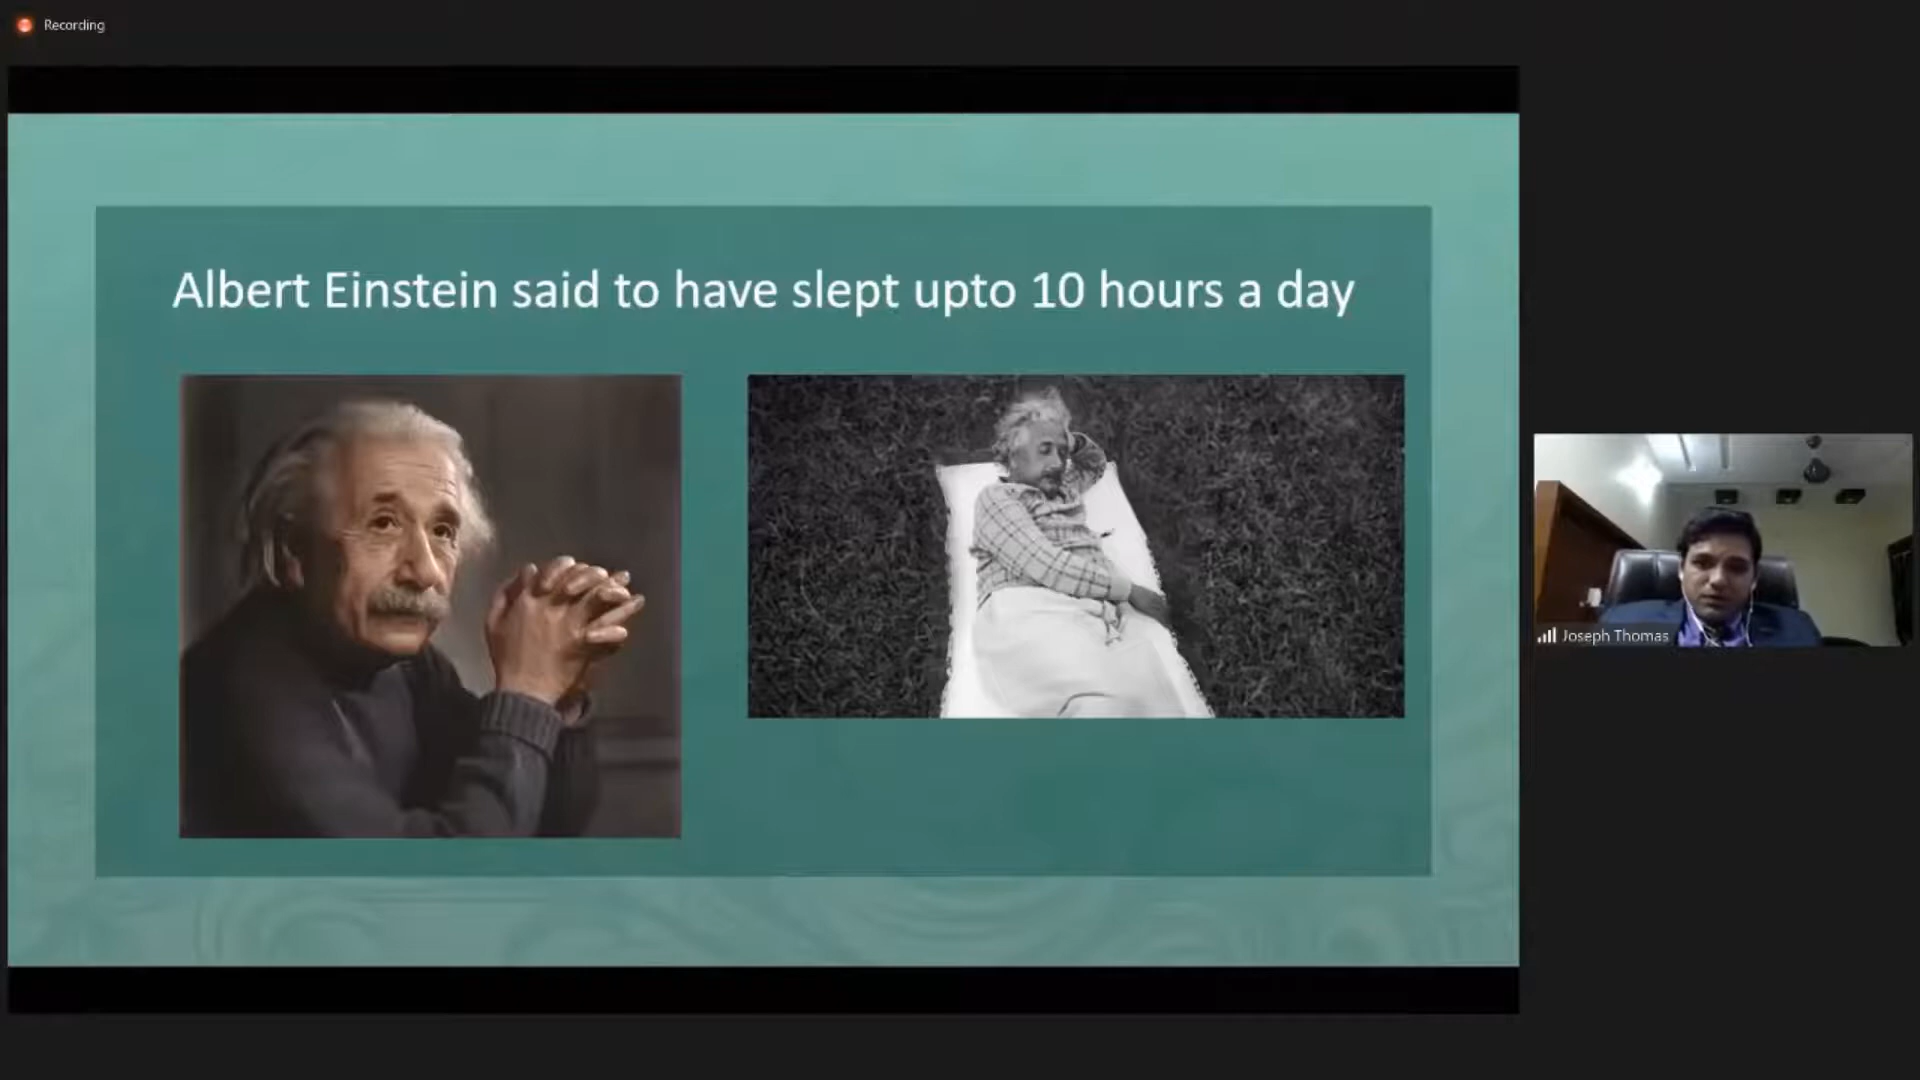 Recording
Albert Einstein said to have slept upto 10 hours a day
Joseph Thomas